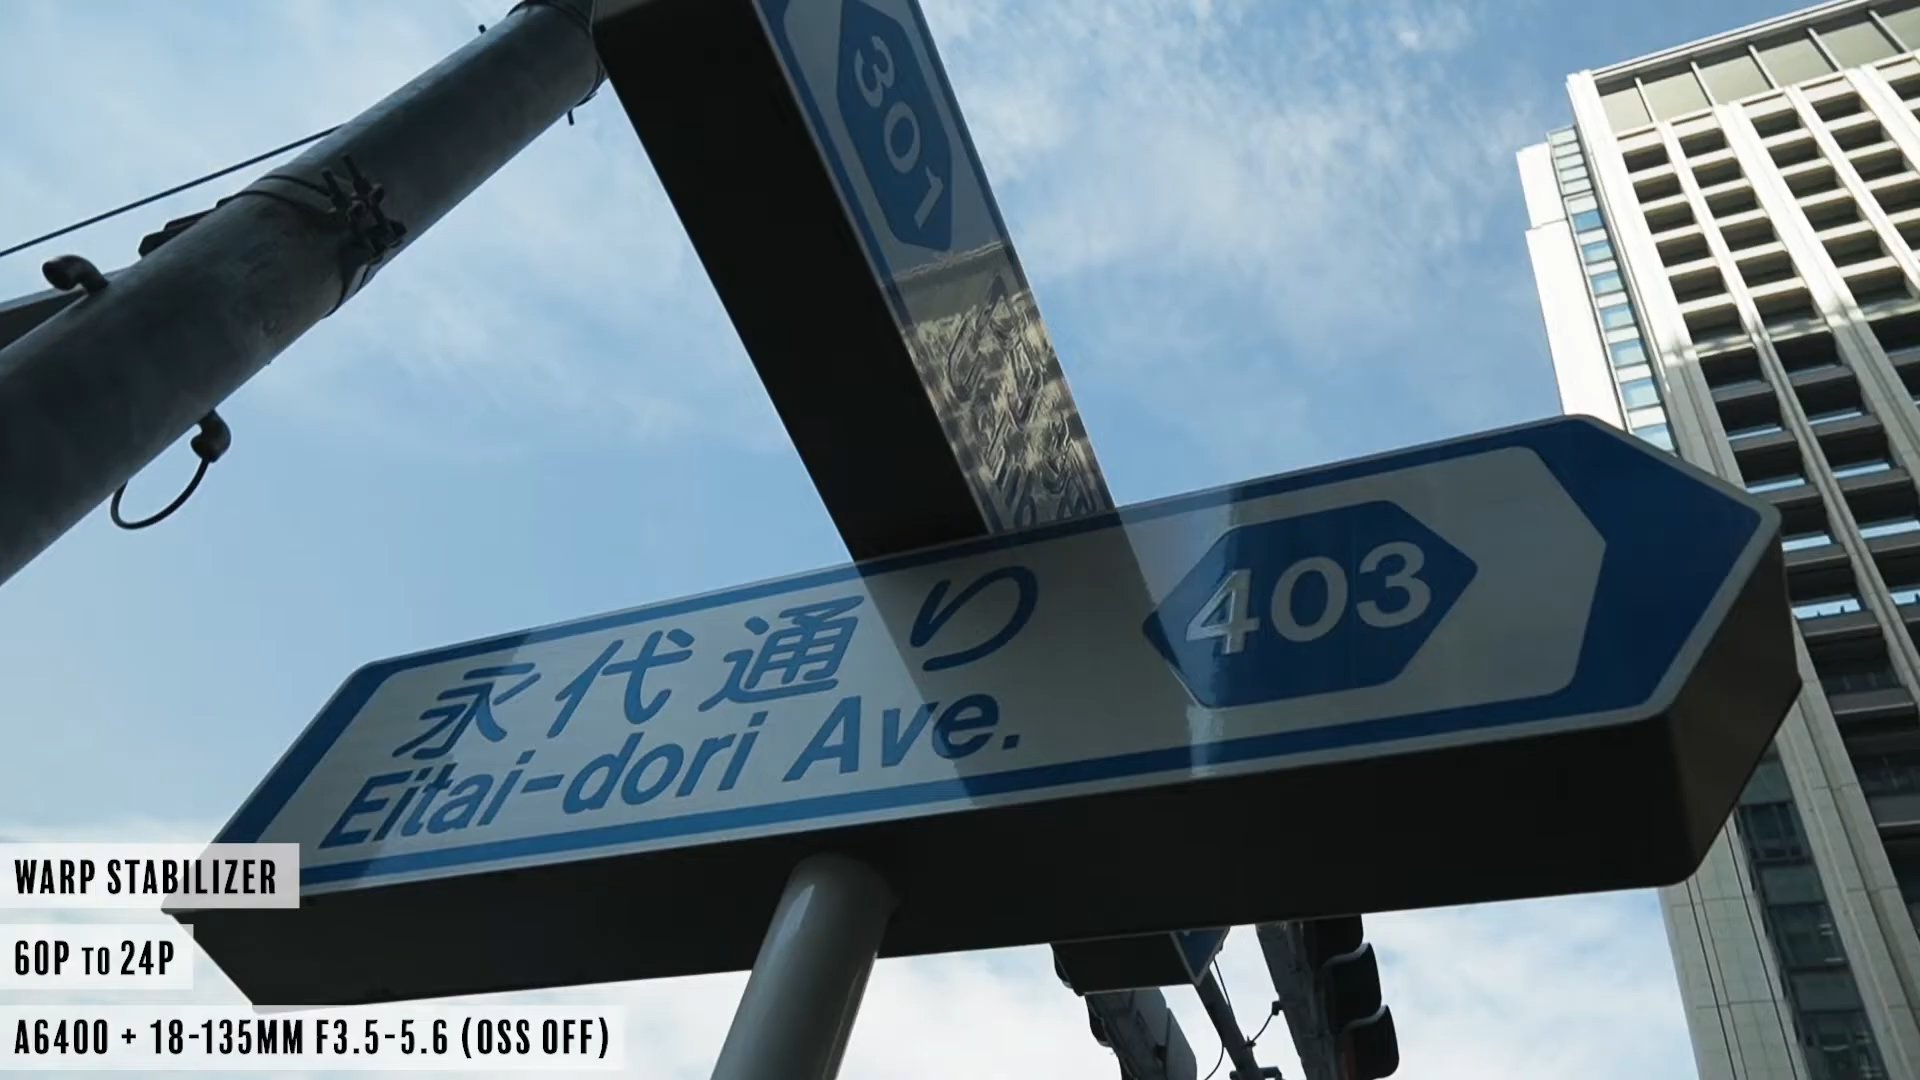 301
永代通り
403
Eitai-dori Ave.
WARP STABILIZER
60P TO 24P
A6400 + 18-135MM F3.5-5.6 (OSS OFF)